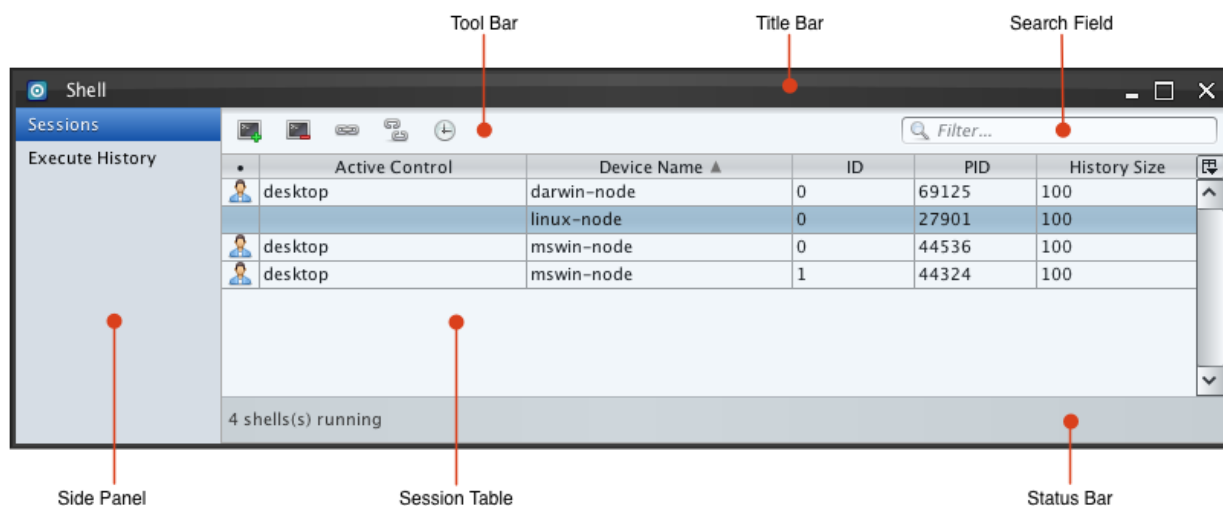 Tool Bar Title Bar Search Field
Shell
Sessions
Filter...
Execute History
• Active Control Device Name ▲ ID PID History Size
desktop darwin-node 0 69125 100
linux-node 0 27901 100
desktop mswin-node 0 44536 100
desktop mswin-node 1 44324 100
4 shells(s) running
Side Panel Session Table Status Bar